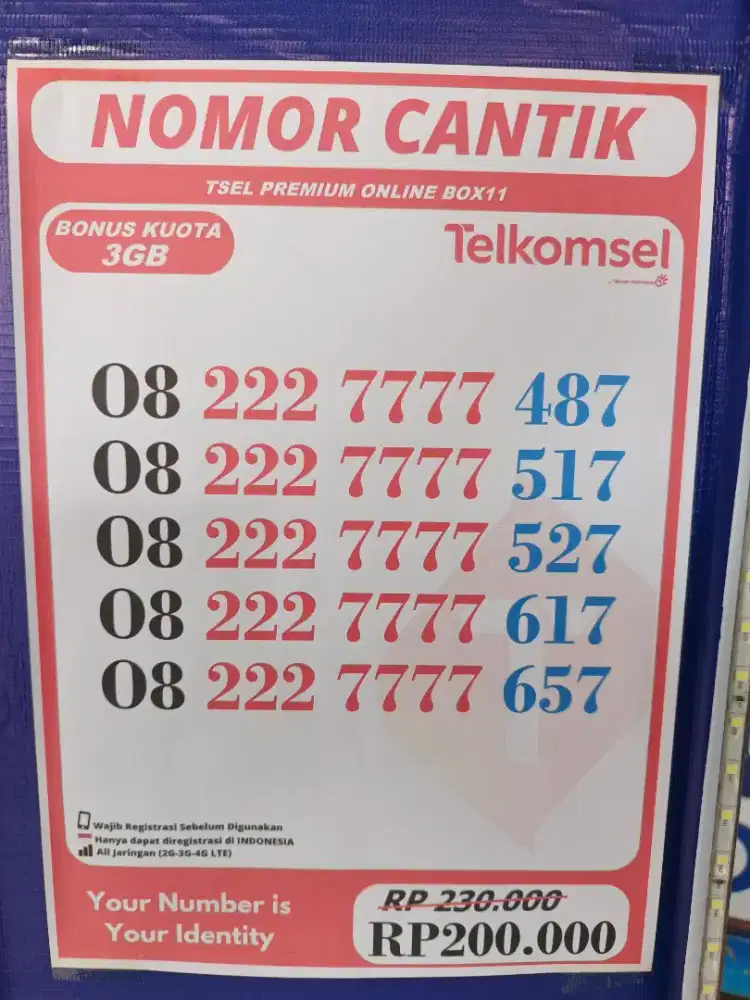 NOMOR CANTIK
TSEL PREMIUM ONLINE BOX11
BONUS KUOTA
3GB
Telkomsel
08 222 7777 487
08 222 7777 517
08 222 7777 527
08 222 7777 617
08 222 7777 657
Wajib Registrasi Sebelum Digunakan
Hanya dapat diregistrasi di INDONESIA
All Jaringan (2G-3G-4G LTE)
Your Number is
Your Identity
RP 230.000
RP200.000